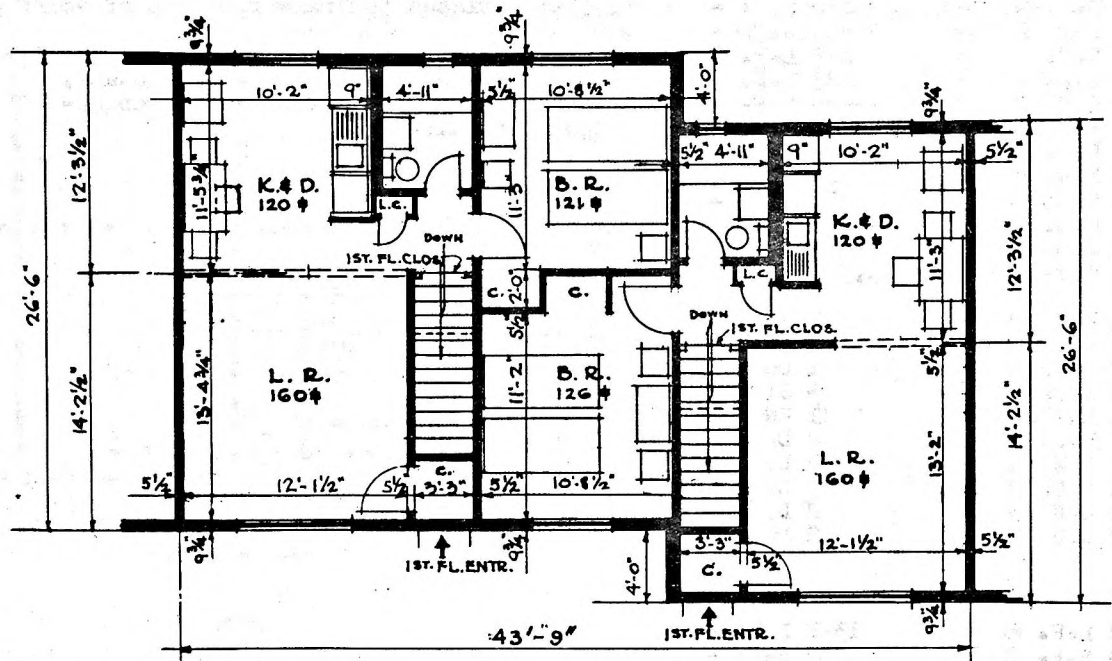 9¾"
9¾"
10'-2"
9"
4'-11"
5½"
10'-8½"
4'-0"
9¾"
12'-3½"
11'-5¾"
K. & D.
120 ⌀
L.C.
B. R.
121 ⌀
11'-3"
5½"
4'-11"
9"
10'-2"
5½"
K. & D.
120 ⌀
L.C.
11'-3"
12'-3½"
DOWN
1ST. FL. CLOS.
C.
2'-0"
C.
5½"
DOWN
1ST. FL. CLOS.
5½"
26'-6"
26'-6"
14'-2½"
13'-4¾"
L. R.
160 ⌀
11'-2"
B. R.
126 ⌀
L. R.
160 ⌀
13'-2"
14'-2½"
C.
5½"
12'-1½"
5½"
3'-3"
5½"
10'-8½"
9¾"
9¾"
1ST. FL. ENTR.
4'-0"
3'-3"
C.
5½"
12'-1½"
5½"
9¾"
1ST. FL. ENTR.
43'-9"